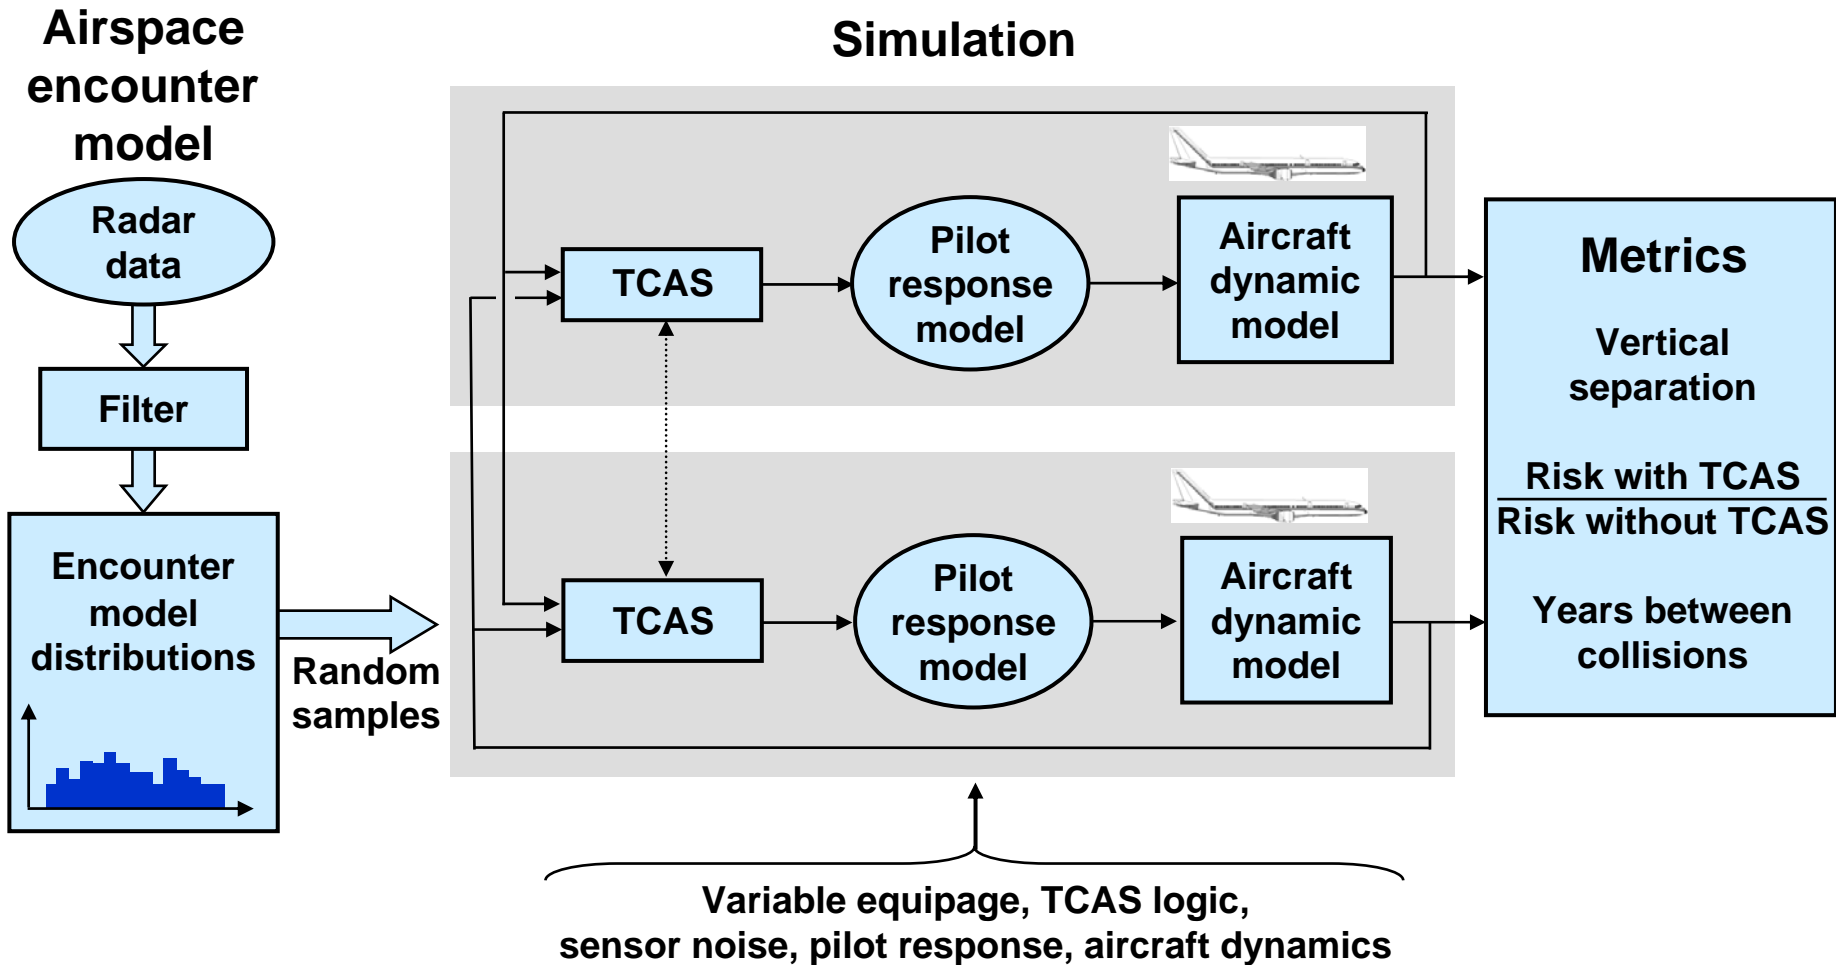 Airspace
encounter
model
Radar
data
Filter
Encounter
model
distributions
Random
samples
Simulation
TCAS
Pilot
response
model
Aircraft
dynamic
model
TCAS
Pilot
response
model
Aircraft
dynamic
model
Variable equipage, TCAS logic,
sensor noise, pilot response, aircraft dynamics
Metrics
Vertical
separation
Risk with TCAS
Risk without TCAS
Years between
collisions